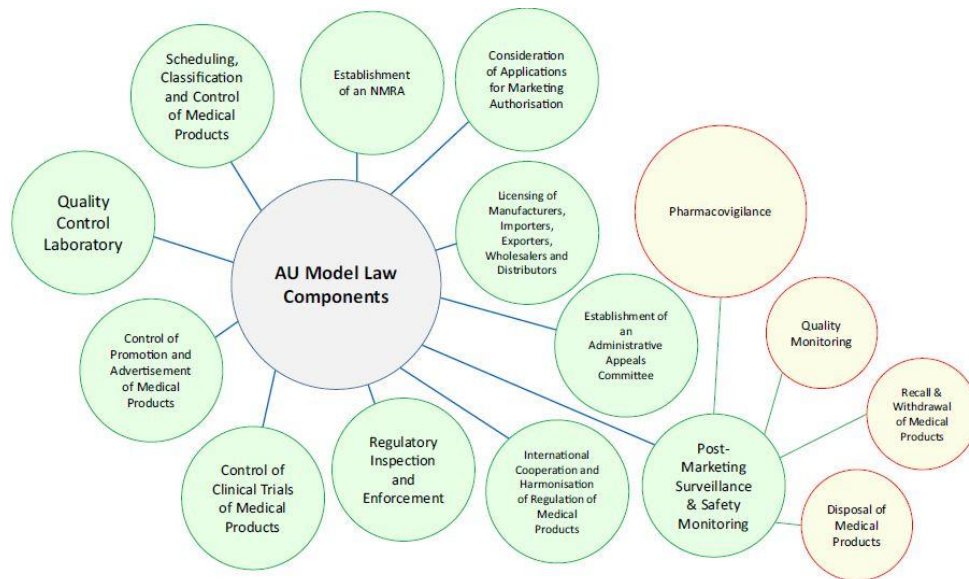 Scheduling,
Classification
and Control
of Medical
Products
Establishment
of an NMRA
Consideration
of Applications
for Marketing
Authorisation
Quality
Control
Laboratory
AU Model Law
Components
Licensing of
Manufacturers,
Importers,
Exporters,
Wholesalers and
Distributors
Pharmacovigilance
Control of
Promotion and
Advertisement
of Medical
Products
Establishment of
an
Administrative
Appeals
Committee
Quality
Monitoring
Recall &
Withdrawal
of Medical
Products
Control of
Clinical Trials
of Medical
Products
Regulatory
Inspection
and
Enforcement
International
Cooperation and
Harmonisation
of Regulation of
Medical
Products
Post-
Marketing
Surveillance
& Safety
Monitoring
Disposal of
Medical
Products